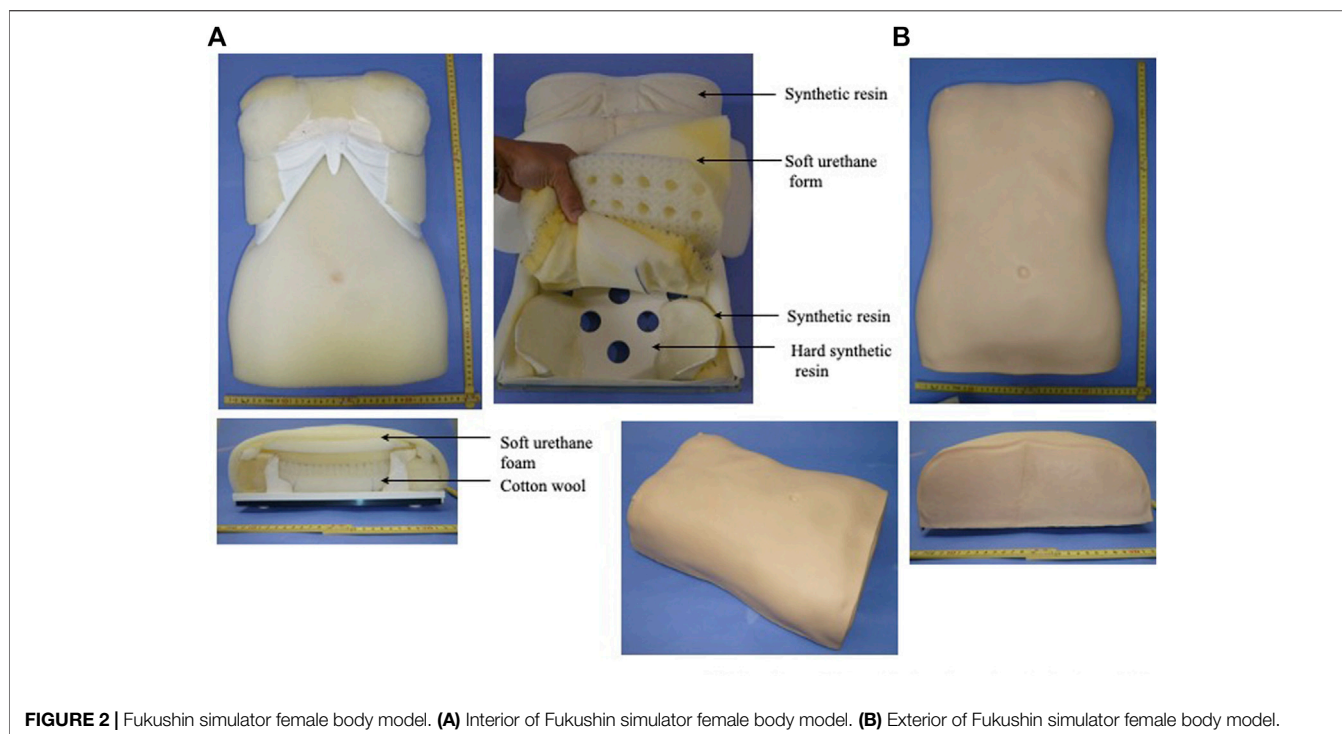 A
B
Synthetic resin
Soft urethane
form
Synthetic resin
Hard synthetic
resin
Soft urethane
foam
Cotton wool
FIGURE 2 | Fukushin simulator female body model. (A) Interior of Fukushin simulator female body model. (B) Exterior of Fukushin simulator female body model.